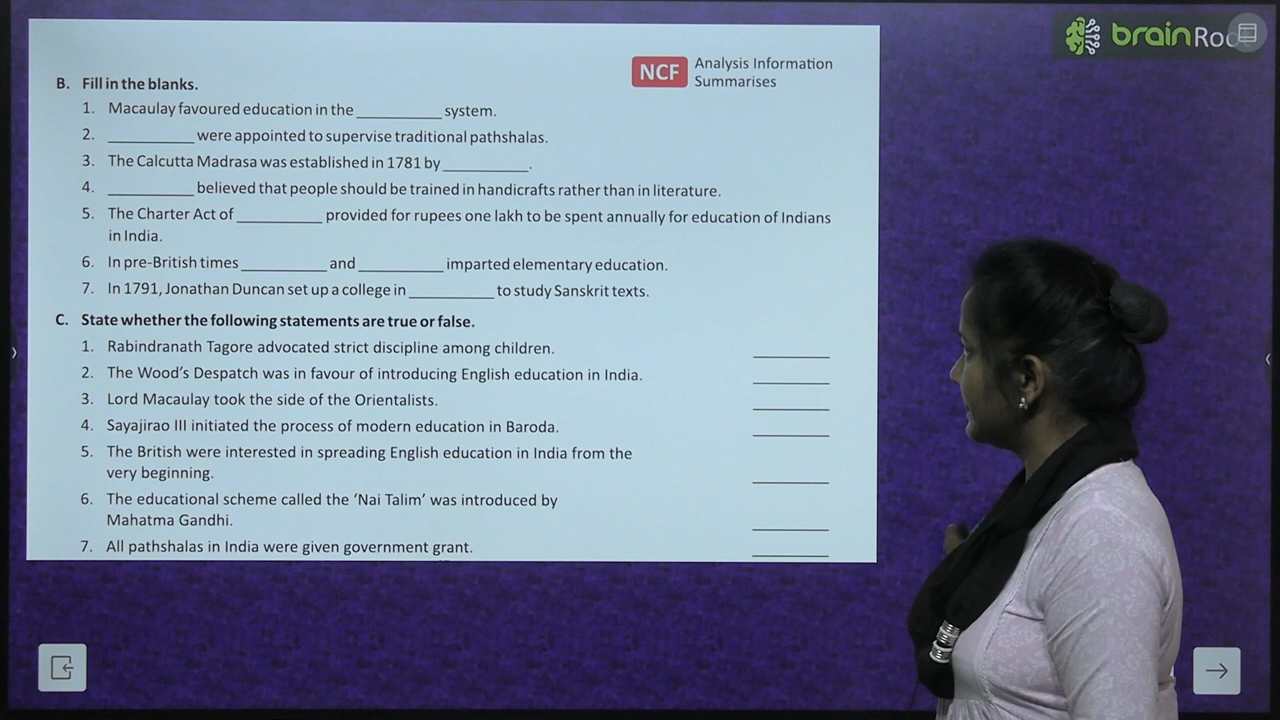 brainRo
NCF
Analysis Information
Summarises
B. Fill in the blanks.
1. Macaulay favoured education in the __________ system.
2. __________ were appointed to supervise traditional pathshalas.
3. The Calcutta Madrasa was established in 1781 by __________.
4. __________ believed that people should be trained in handicrafts rather than in literature.
5. The Charter Act of __________ provided for rupees one lakh to be spent annually for education of Indians
in India.
6. In pre-British times __________ and __________ imparted elementary education.
7. In 1791, Jonathan Duncan set up a college in __________ to study Sanskrit texts.
C. State whether the following statements are true or false.
1. Rabindranath Tagore advocated strict discipline among children. __________
2. The Wood’s Despatch was in favour of introducing English education in India. __________
3. Lord Macaulay took the side of the Orientalists. __________
4. Sayajirao III initiated the process of modern education in Baroda. __________
5. The British were interested in spreading English education in India from the
very beginning. __________
6. The educational scheme called the ‘Nai Talim’ was introduced by
Mahatma Gandhi. __________
7. All pathshalas in India were given government grant. __________